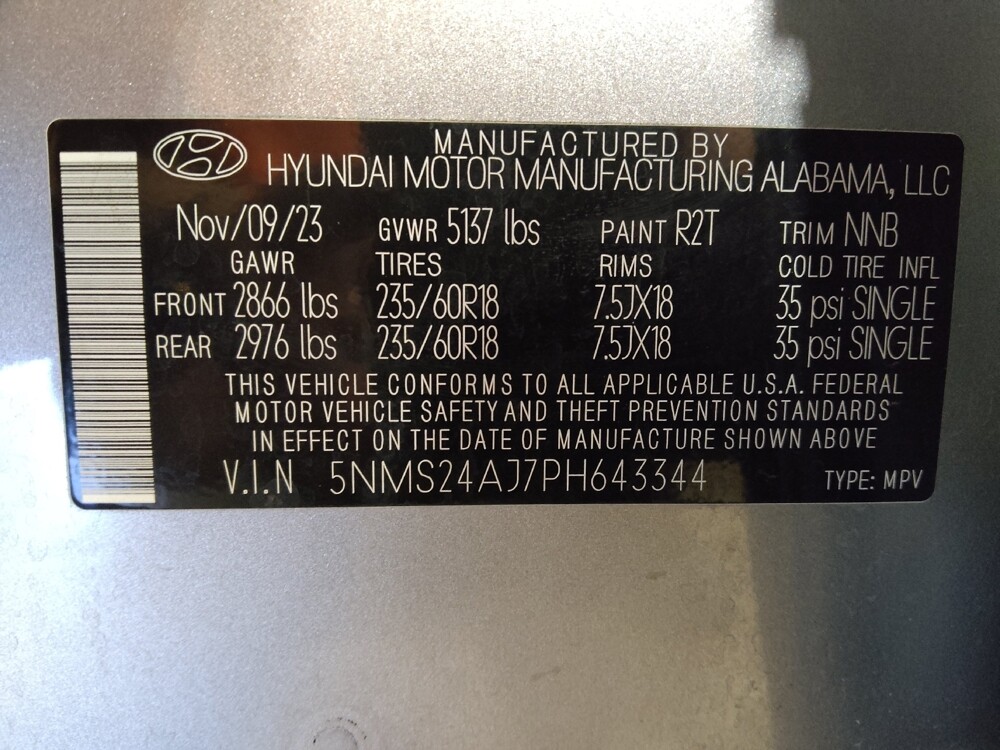 MANUFACTURED BY
HYUNDAI MOTOR MANUFACTURING ALABAMA, LLC
Nov/09/23 GVWR 5137 lbs PAINT R2T TRIM NNB
GAWR TIRES RIMS COLD TIRE INFL
FRONT 2866 lbs 235/60R18 7.5JX18 35 psi SINGLE
REAR 2976 lbs 235/60R18 7.5JX18 35 psi SINGLE
THIS VEHICLE CONFORMS TO ALL APPLICABLE U.S.A. FEDERAL
MOTOR VEHICLE SAFETY AND THEFT PREVENTION STANDARDS
IN EFFECT ON THE DATE OF MANUFACTURE SHOWN ABOVE
V.I.N 5NMS24AJ7PH643344 TYPE: MPV